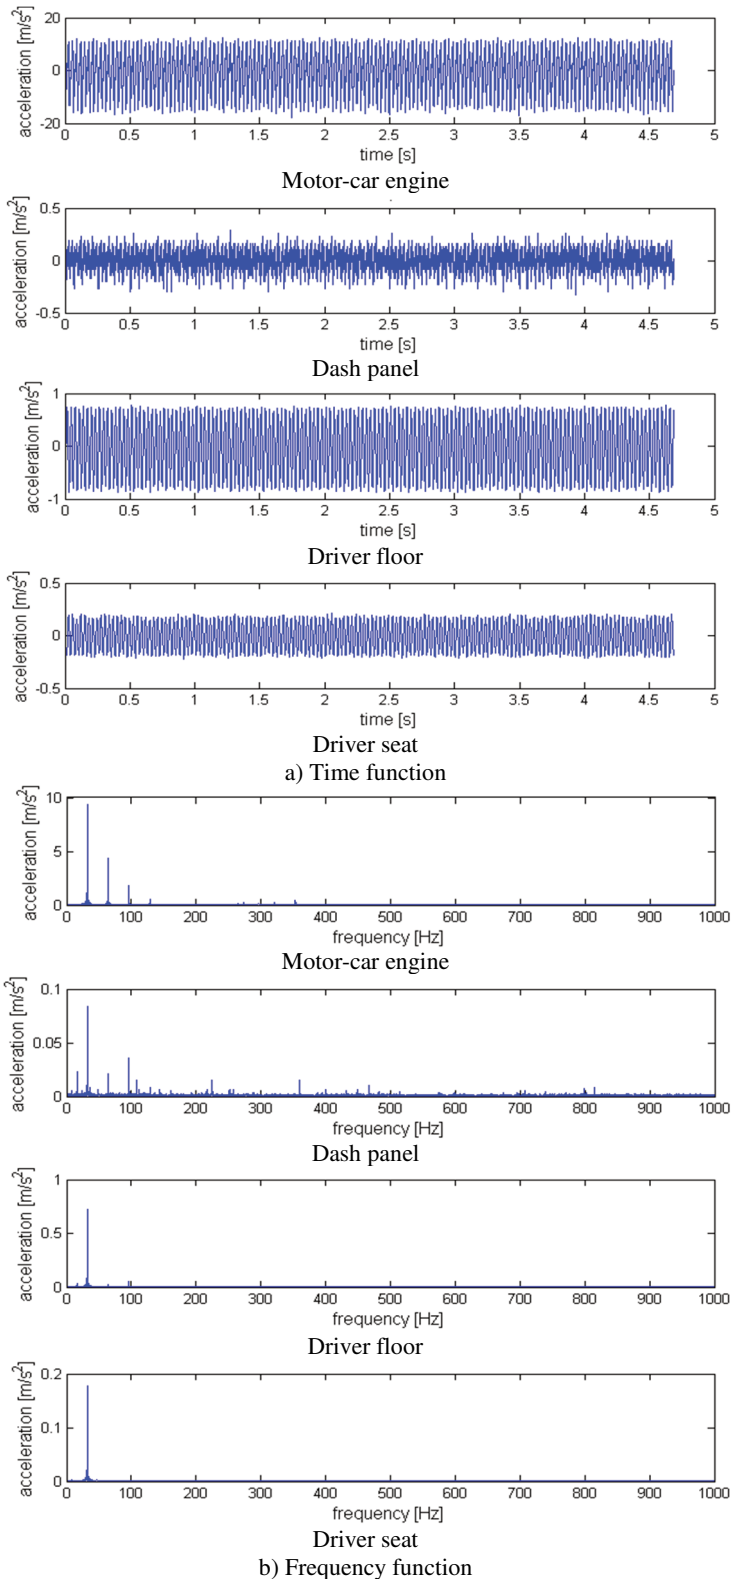 acceleration [m/s²]
20
0
-20
0 0.5 1 1.5 2 2.5 3 3.5 4 4.5 5
time [s]
Motor-car engine
acceleration [m/s²]
0.5
0
-0.5
0 0.5 1 1.5 2 2.5 3 3.5 4 4.5 5
time [s]
Dash panel
acceleration [m/s²]
1
0
-1
0 0.5 1 1.5 2 2.5 3 3.5 4 4.5 5
time [s]
Driver floor
acceleration [m/s²]
0.5
0
-0.5
0 0.5 1 1.5 2 2.5 3 3.5 4 4.5 5
time [s]
Driver seat
a) Time function
acceleration [m/s²]
10
5
0
0 100 200 300 400 500 600 700 800 900 1000
frequency [Hz]
Motor-car engine
acceleration [m/s²]
0.1
0.05
0
0 100 200 300 400 500 600 700 800 900 1000
frequency [Hz]
Dash panel
acceleration [m/s²]
1
0.5
0
0 100 200 300 400 500 600 700 800 900 1000
frequency [Hz]
Driver floor
acceleration [m/s²]
0.2
0.1
0
0 100 200 300 400 500 600 700 800 900 1000
frequency [Hz]
Driver seat
b) Frequency function